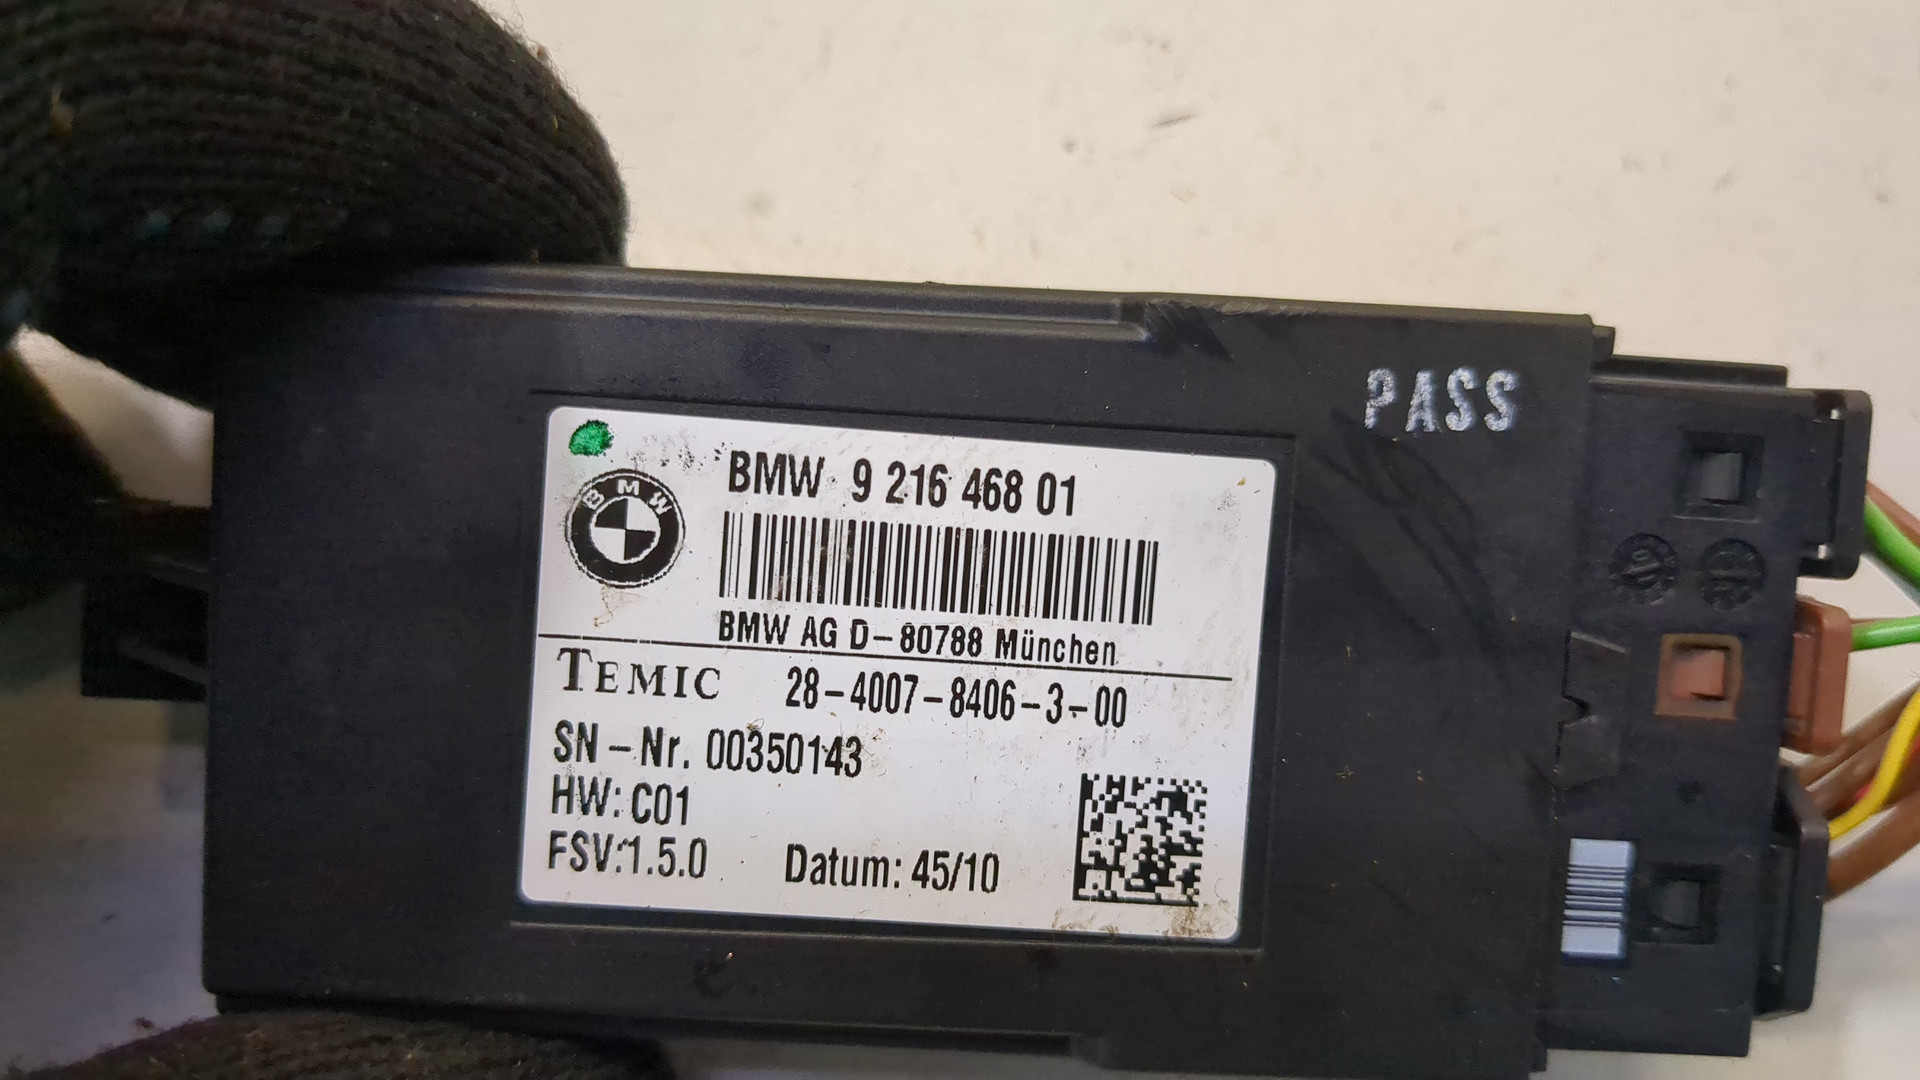 PASS
BMW 9 216 468 01
BMW
BMW AG D-80788 München
TEMIC 28-4007-8406-3-00
SN-Nr. 00350143
HW: C01
FSV:1.5.0 Datum: 45/10